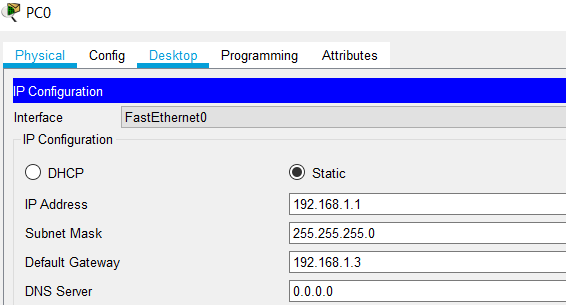 PC0
Physical Config Desktop Programming Attributes
IP Configuration
Interface FastEthernet0
IP Configuration
DHCP Static
IP Address 192.168.1.1
Subnet Mask 255.255.255.0
Default Gateway 192.168.1.3
DNS Server 0.0.0.0